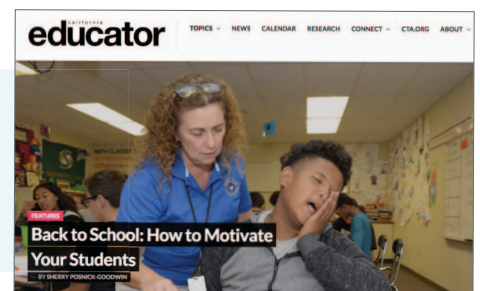 california
educator
TOPICS NEWS CALENDAR RESEARCH CONNECT CTA.ORG ABOUT
FEATURES
Back to School: How to Motivate
Your Students
BY SHERRY POSNICK-GOODWIN